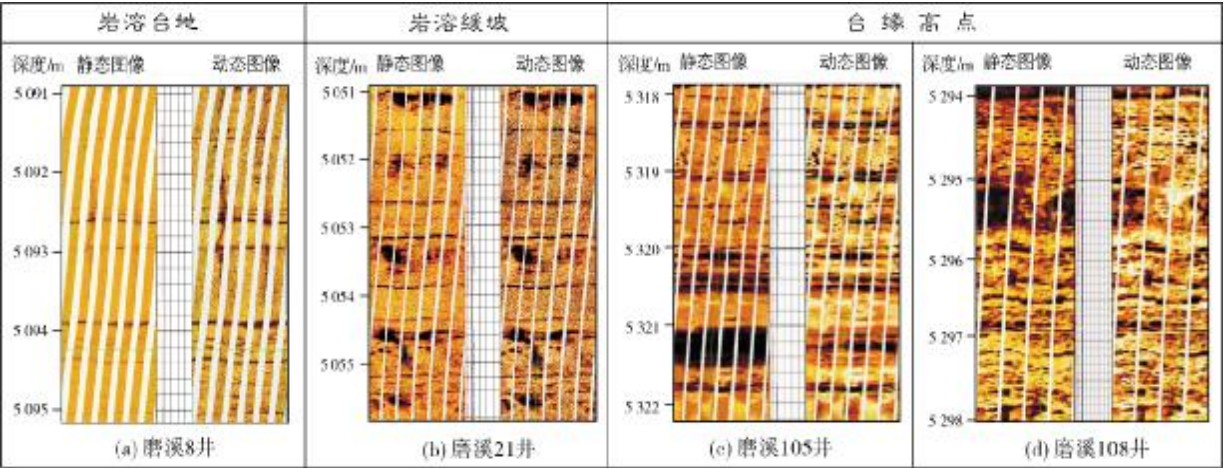 岩溶台地
岩溶缓坡
台缘高点
深度/m 静态图像 动态图像
5 091
5 092
5 093
5 094
5 095
(a) 磨溪8井
深度/m 静态图像 动态图像
5 051
5 052
5 053
5 054
5 055
(b) 磨溪21井
深度/m 静态图像 动态图像
5 318
5 319
5 320
5 321
5 322
(c) 磨溪105井
深度/m 静态图像 动态图像
5 294
5 295
5 296
5 297
5 298
(d) 磨溪108井